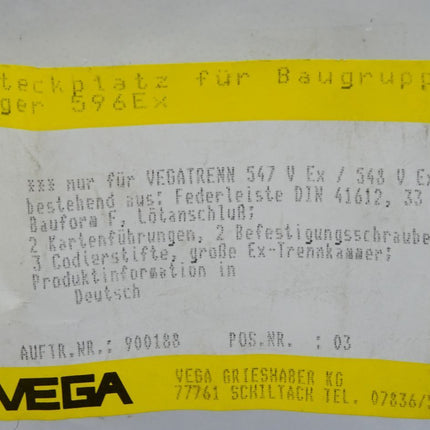 teckplatz für Baugrupp
ger 596Ex
*** nur für VEGATRENN 547 V Ex / 548 V Ex
bestehend aus: Federleiste DIN 41612, 33
Bauform F, Lötanschluß;
2 Kartenführungen, 2 Befestigungsschraube
3 Codierstifte, große Ex-Trennkammer;
Produktinformation in
Deutsch
AUFTR.NR.: 900188 POS.NR. : 03
VEGA
VEGA GRIESHABER KG
77761 SCHILTACH TEL. 07836/5